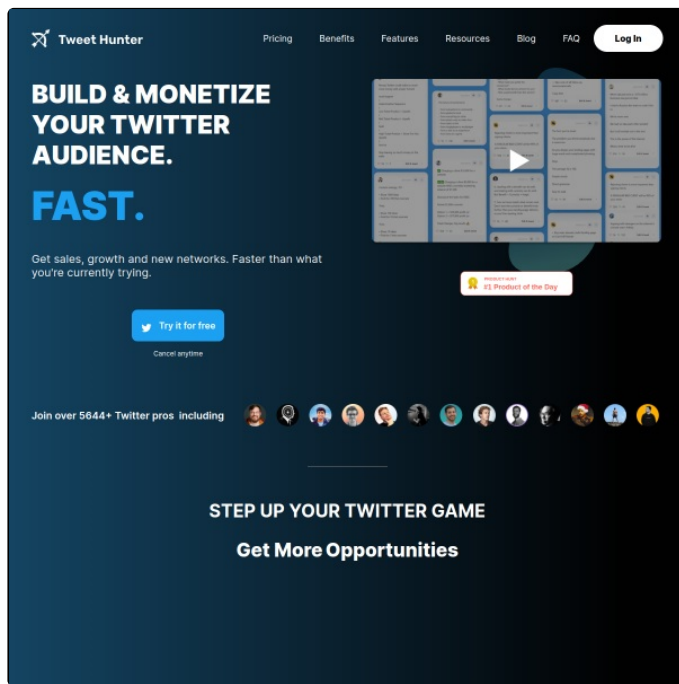 Tweet Hunter
Pricing
Benefits
Features
Resources
Blog
FAQ
Log In
BUILD & MONETIZE
YOUR TWITTER
AUDIENCE.
FAST.
Get sales, growth and new networks. Faster than what
you're currently trying.
Try it for free
Cancel anytime
PRODUCT HUNT
#1 Product of the Day
Join over 5644+ Twitter pros including
STEP UP YOUR TWITTER GAME
Get More Opportunities